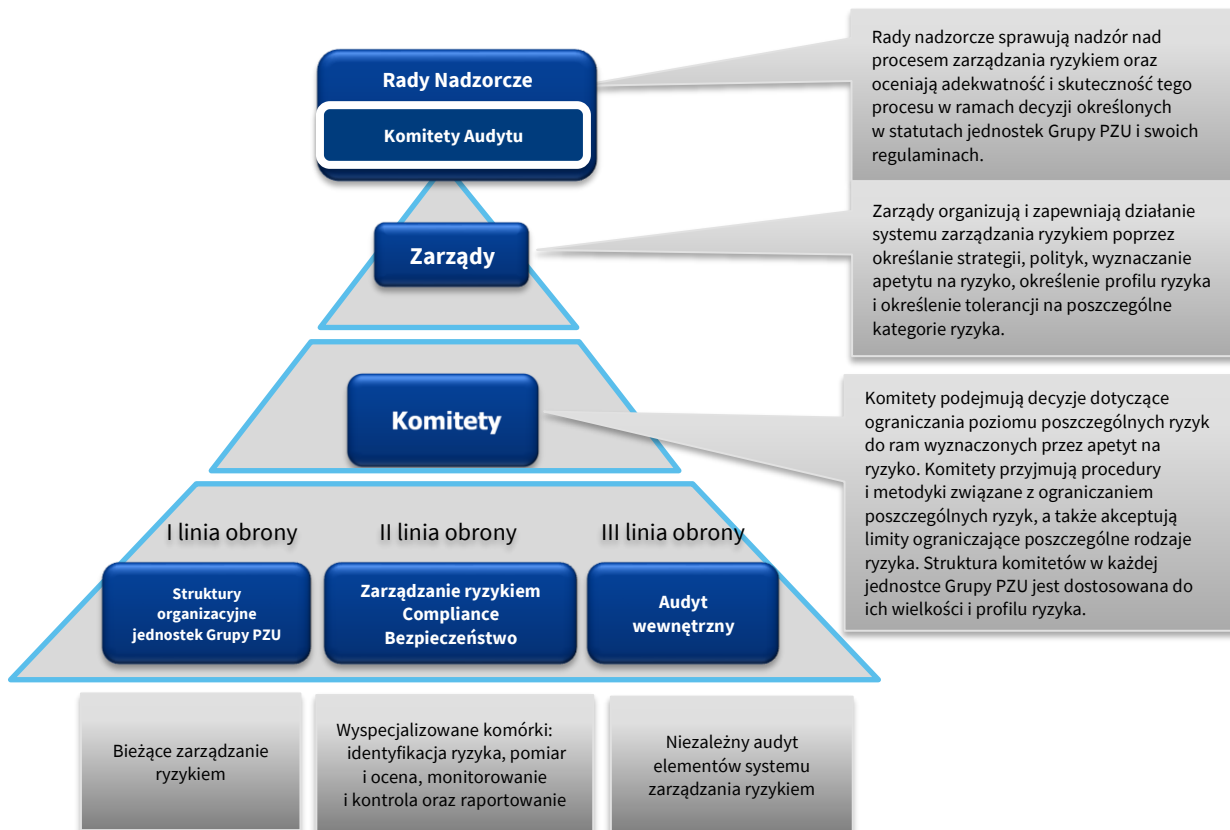 Rady Nadzorcze
Komitety Audytu
Rady nadzorcze sprawują nadzór nad
procesem zarządzania ryzykiem oraz
oceniają adekwatność i skuteczność tego
procesu w ramach decyzji określonych
w statutach jednostek Grupy PZU i swoich
regulaminach.
Zarządy
Zarządy organizują i zapewniają działanie
systemu zarządzania ryzykiem poprzez
określanie strategii, polityk, wyznaczanie
apetytu na ryzyko, określenie profilu ryzyka
i określenie tolerancji na poszczególne
kategorie ryzyka.
Komitety
Komitety podejmują decyzje dotyczące
ograniczania poziomu poszczególnych ryzyk
do ram wyznaczonych przez apetyt na
ryzyko. Komitety przyjmują procedury
i metodyki związane z ograniczaniem
poszczególnych ryzyk, a także akceptują
limity ograniczające poszczególne rodzaje
ryzyka. Struktura komitetów w każdej
jednostce Grupy PZU jest dostosowana do
ich wielkości i profilu ryzyka.
I linia obrony
Struktury
organizacyjne
jednostek Grupy PZU
II linia obrony
Zarządzanie ryzykiem
Compliance
Bezpieczeństwo
III linia obrony
Audyt
wewnętrzny
Bieżące zarządzanie
ryzykiem
Wyspecjalizowane komórki:
identyfikacja ryzyka, pomiar
i ocena, monitorowanie
i kontrola oraz raportowanie
Niezależny audyt
elementów systemu
zarządzania ryzykiem